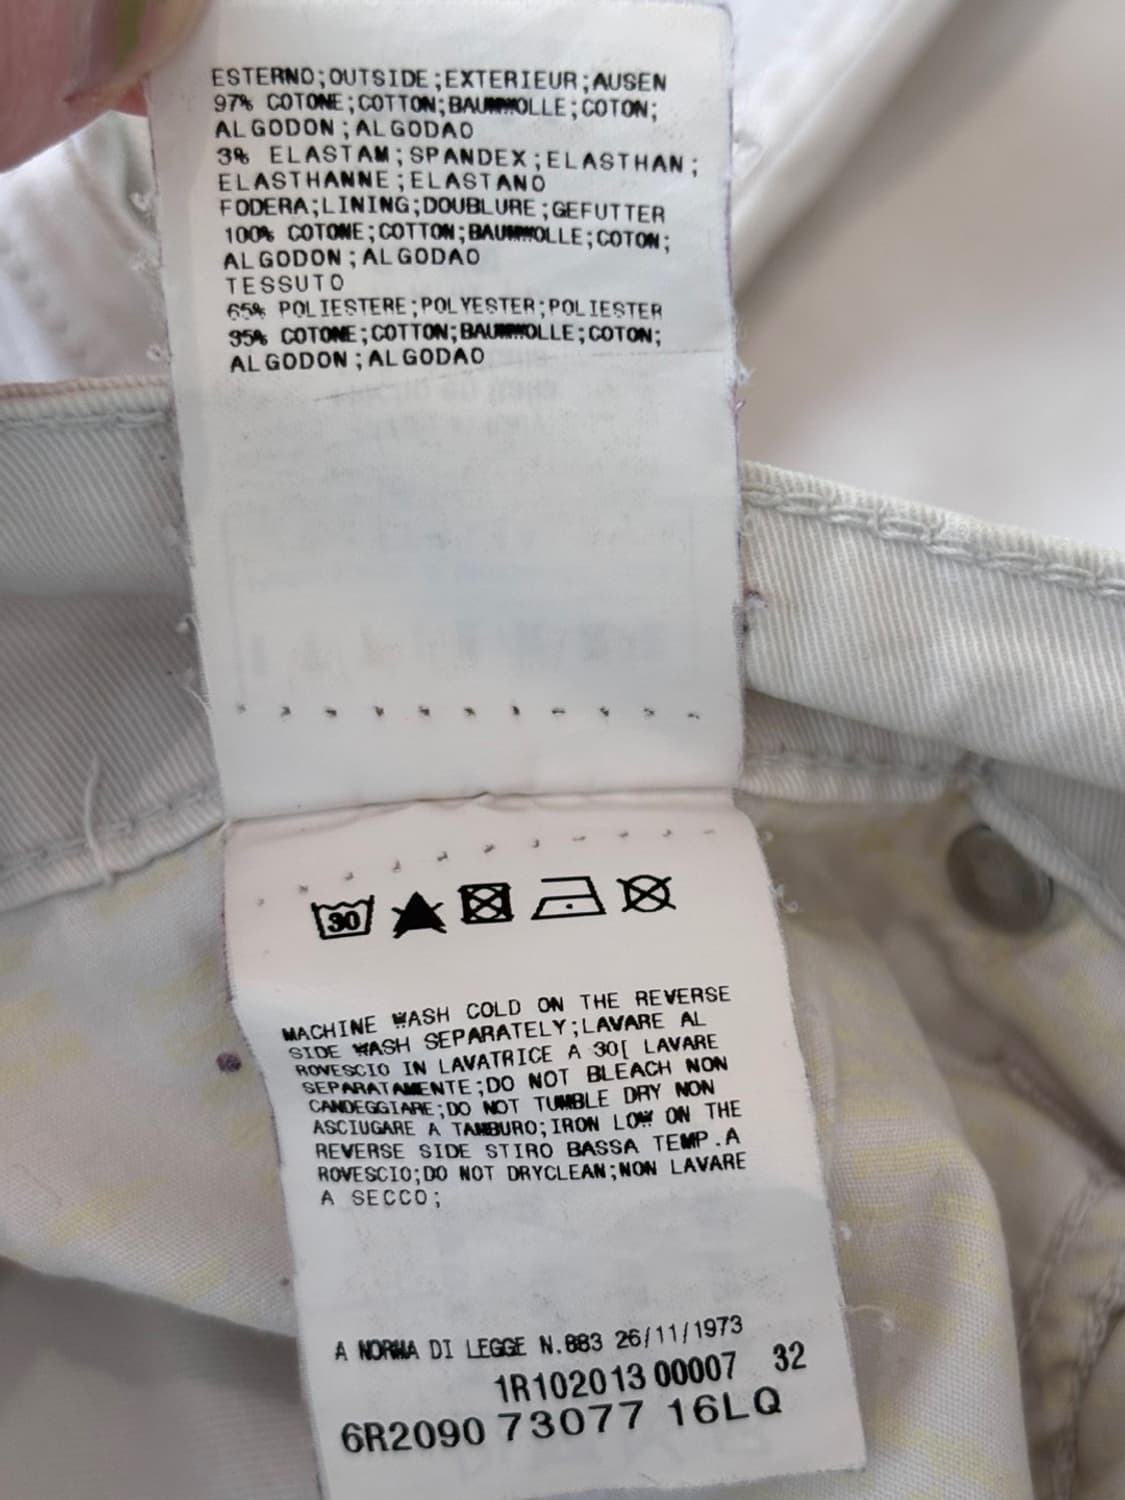 ESTERNO;OUTSIDE;EXTERIEUR;AUSEN
97% COTONE;COTTON;BAUMWOLLE;COTON;
ALGODON;ALGODAO
3% ELASTAM;SPANDEX;ELASTHAN;
ELASTHANNE;ELASTANO
FODERA;LINING;DOUBLURE;GEFUTTER
100% COTONE;COTTON;BAUMWOLLE;COTON;
ALGODON;ALGODAO
TESSUTO
65% POLIESTERE;POLYESTER;POLIESTER
35% COTONE;COTTON;BAUMWOLLE;COTON;
ALGODON;ALGODAO
30
MACHINE WASH COLD ON THE REVERSE
SIDE WASH SEPARATELY;LAVARE AL
ROVESCIO IN LAVATRICE A 30[ LAVARE
SEPARATAMENTE;DO NOT BLEACH NON
CANDEGGIARE;DO NOT TUMBLE DRY NON
ASCIUGARE A TAMBURO;IRON LOW ON THE
REVERSE SIDE STIRO BASSA TEMP.A
ROVESCIO;DO NOT DRYCLEAN;NON LAVARE
A SECCO;
A NORMA DI LEGGE N.883 26/11/1973
1R102013 00007 32
6R2090 73077 16LQ